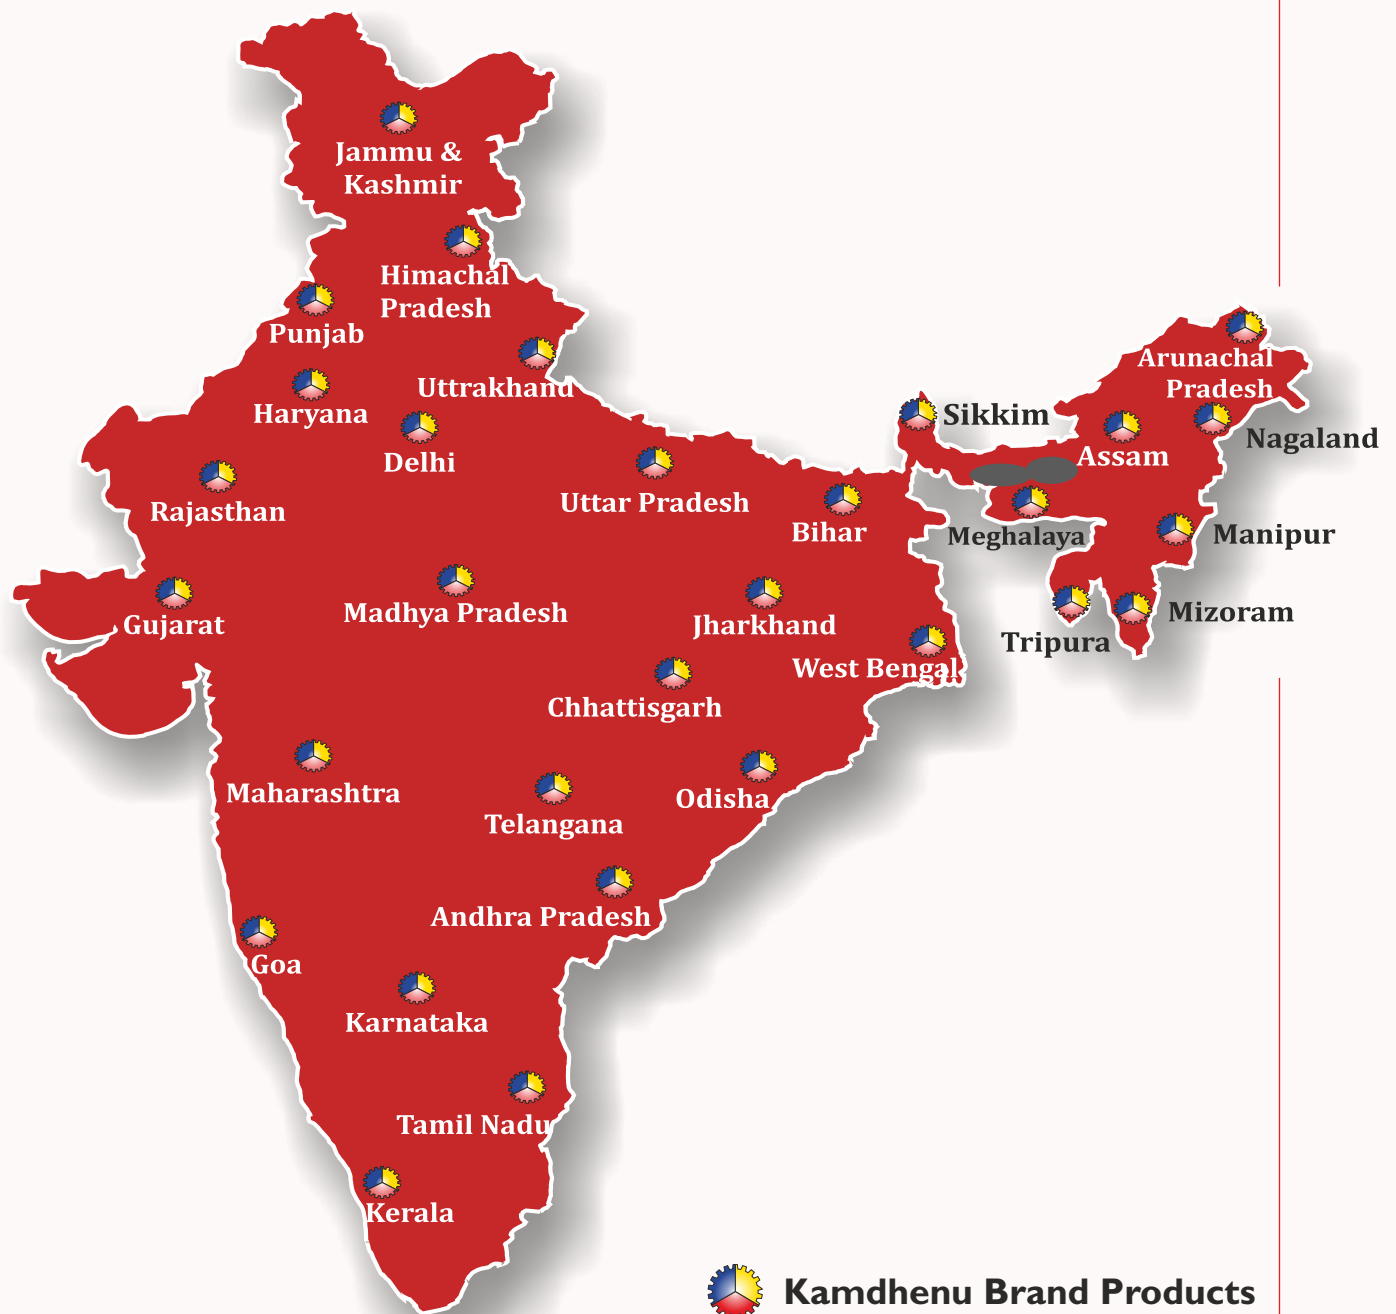 Jammu &
Kashmir
Himachal
Pradesh
Punjab
Uttrakhand
Haryana
Delhi
Rajasthan
Uttar Pradesh
Bihar
Sikkim
Arunachal
Pradesh
Nagaland
Assam
Meghalaya
Manipur
Gujarat
Madhya Pradesh
Jharkhand
Tripura
Mizoram
West Bengal
Chhattisgarh
Maharashtra
Odisha
Telangana
Andhra Pradesh
Goa
Karnataka
Tamil Nadu
Kerala
Kamdhenu Brand Products